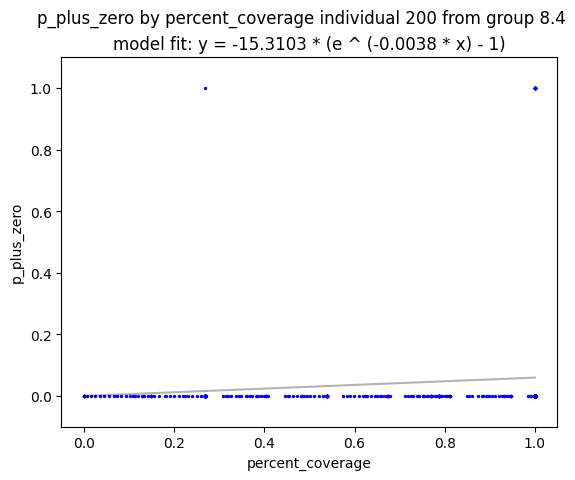 p_plus_zero by percent_coverage individual 200 from group 8.4
model fit: y = -15.3103 * (e ^ (-0.0038 * x) - 1)
1.0
0.8
0.6
0.4
0.2
0.0
p_plus_zero
0.0 0.2 0.4 0.6 0.8 1.0
percent_coverage